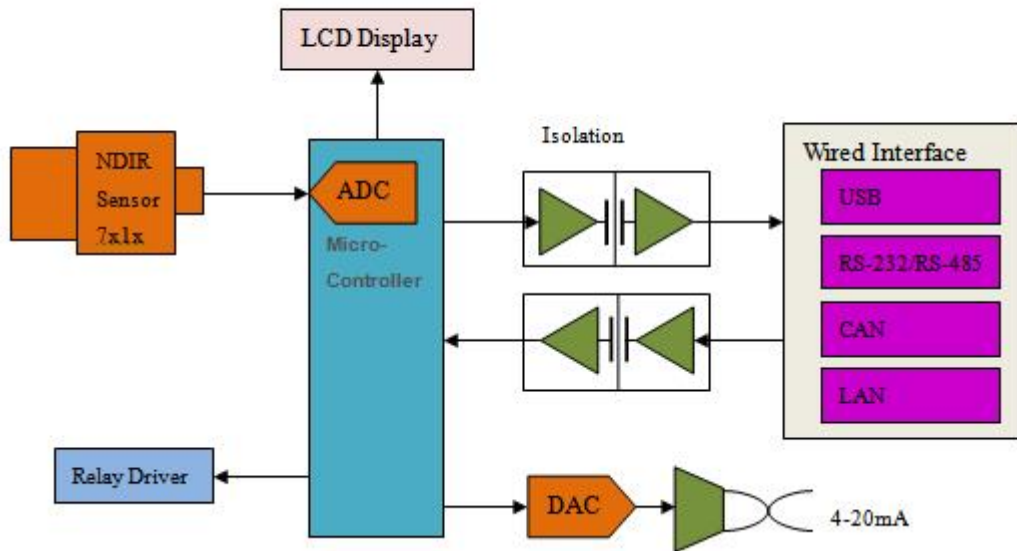 LCD Display
NDIR
Sensor
7x1x
ADC
Micro-
Controller
Isolation
Wired Interface
USB
RS-232/RS-485
CAN
LAN
Relay Driver
DAC
4-20mA